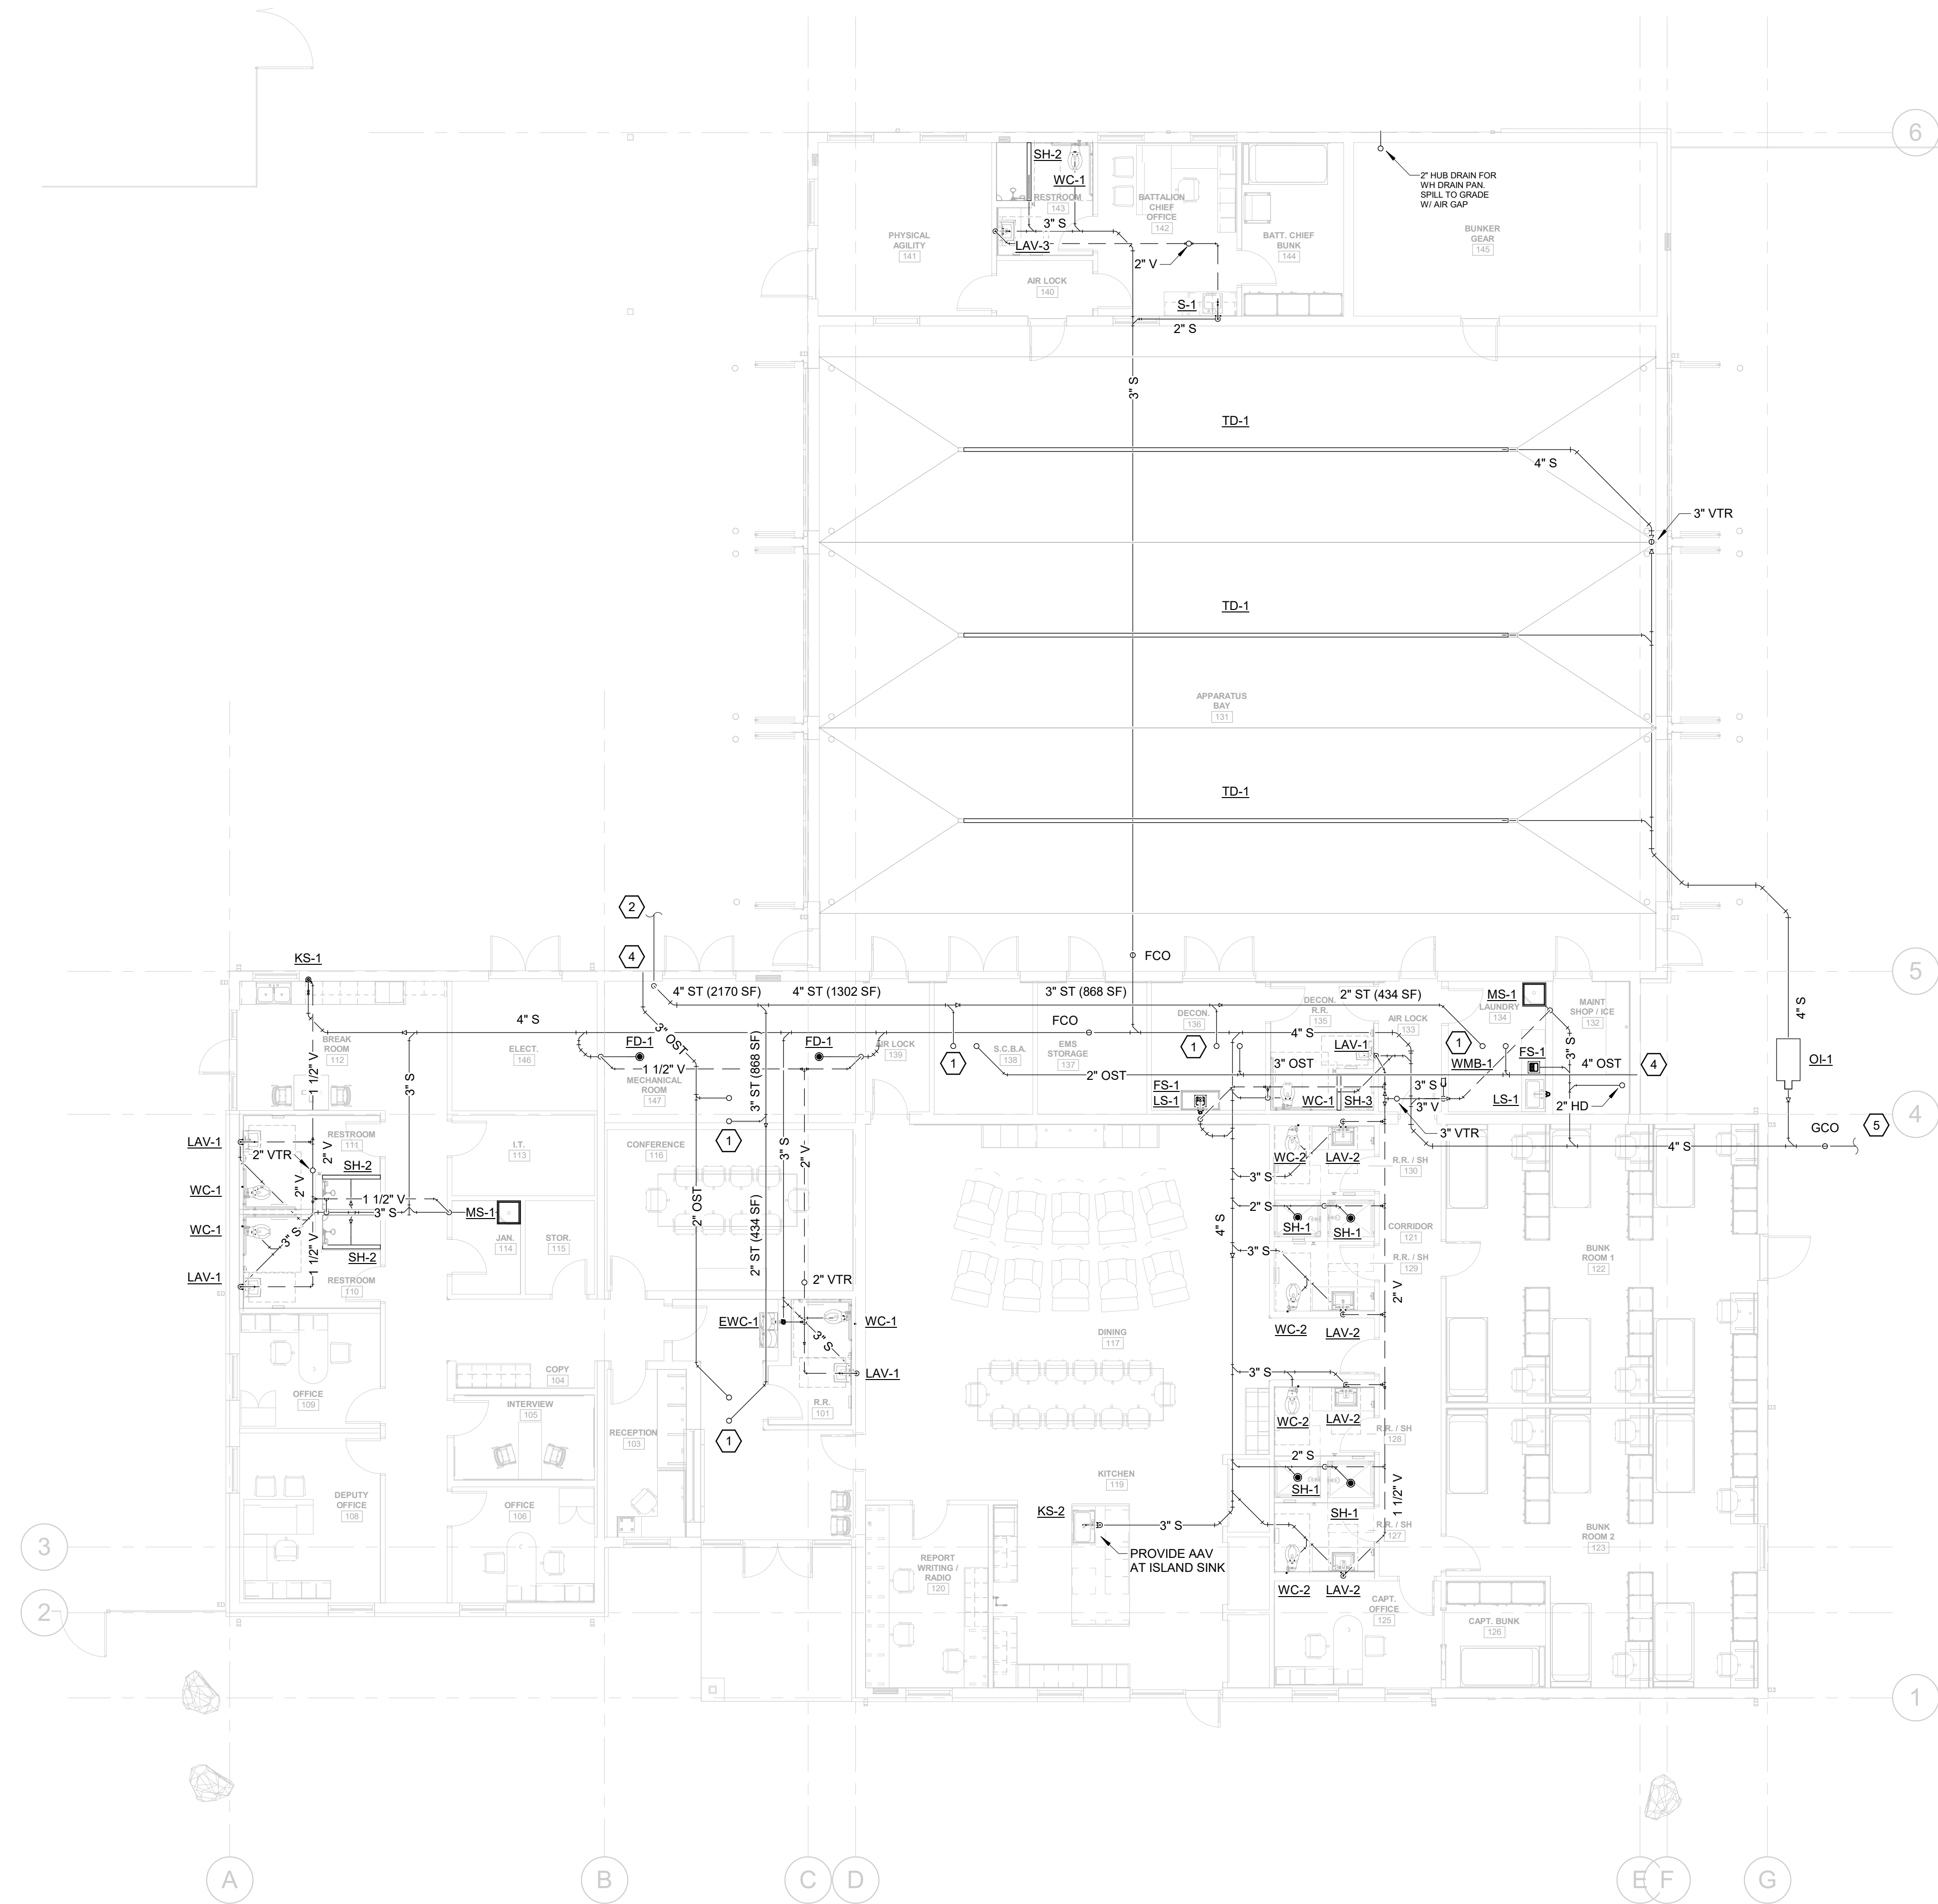 6
SH-2
WC-1
RESTROOM
143
3" S
LAV-3
BATTALION
CHIEF
OFFICE
142
2" V
S-1
2" S
PHYSICAL
AGILITY
141
AIR LOCK
140
BATT. CHIEF
BUNK
144
2" HUB DRAIN FOR
WH DRAIN PAN.
SPILL TO GRADE
W/ AIR GAP
BUNKER
GEAR
145
3" S
TD-1
4" S
3" VTR
TD-1
APPARATUS
BAY
131
TD-1
2
4
FCO
5
KS-1
4" ST (2170 SF)
4" ST (1302 SF)
3" ST (868 SF)
2" ST (434 SF)
4" S
3" OST
FCO
DECON.
136
DECON.
R.R.
135
4" S
AIR LOCK
133
MS-1
LAUNDRY
134
MAINT
SHOP / ICE
132
4" S
BREAK
ROOM
112
ELECT.
146
FD-1
FD-1
1 1/2" V
MECHANICAL
ROOM
147
3" ST (868 SF)
AIR LOCK
139
1
S.C.B.A.
138
EMS
STORAGE
137
1
LAV-1
1
WMB-1
FS-1
3" S
4
OI-1
2" OST
3" OST
4" OST
FS-1
LS-1
WC-1
SH-3
3" S
3" V
LS-1
2" HD
1 1/2" V
3" S
4
3" VTR
GCO
5
4" S
LAV-1
RESTROOM
111
2" VTR
2" V
2" V
SH-2
WC-1
1 1/2" V
3" S
MS-1
WC-1
3" S
SH-2
LAV-1
1 1/2" V
RESTROOM
110
I.T.
113
JAN.
114
STOR.
115
CONFERENCE
116
1
3" S
2" V
2" OST
2" ST (434 SF)
2" VTR
EWC-1
WC-1
3" S
LAV-1
R.R.
101
1
WC-2
LAV-2
R.R. / SH
130
3" S
2" S
SH-1
SH-1
CORRIDOR
121
4" S
3" S
R.R. / SH
129
WC-2
LAV-2
2" V
BUNK
ROOM 1
122
DINING
117
3" S
WC-2
LAV-2
R.R. / SH
128
OFFICE
109
COPY
104
INTERVIEW
105
RECEPTION
103
DEPUTY
OFFICE
108
OFFICE
106
KITCHEN
119
2" S
SH-1
SH-1
1 1/2" V
R.R. / SH
127
BUNK
ROOM 2
123
KS-2
3" S
PROVIDE AAV
AT ISLAND SINK
3
REPORT
WRITING /
RADIO
120
WC-2
LAV-2
2
CAPT.
OFFICE
125
CAPT. BUNK
126
1
A
B
C
D
E
F
G